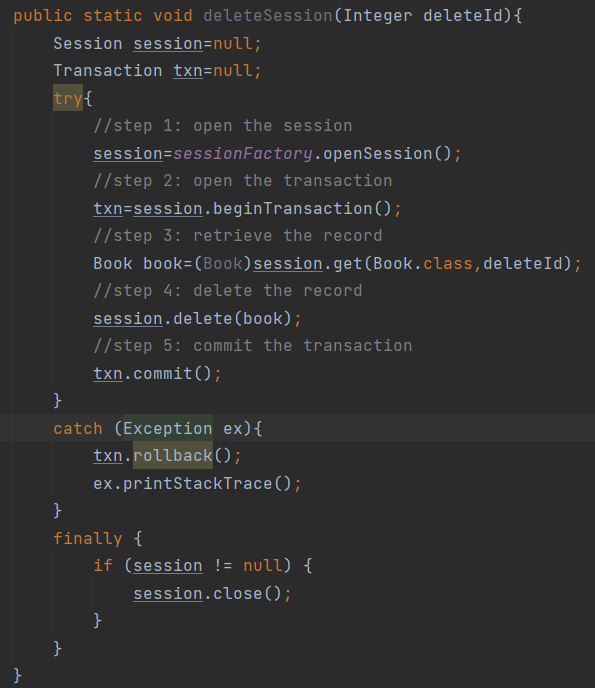 public static void deleteSession(Integer deleteId){
    Session session=null;
    Transaction txn=null;
    try{
        //step 1: open the session
        session=sessionFactory.openSession();
        //step 2: open the transaction
        txn=session.beginTransaction();
        //step 3: retrieve the record
        Book book=(Book)session.get(Book.class,deleteId);
        //step 4: delete the record
        session.delete(book);
        //step 5: commit the transaction
        txn.commit();
    }
    catch (Exception ex){
        txn.rollback();
        ex.printStackTrace();
    }
    finally {
        if (session != null) {
            session.close();
        }
    }
}